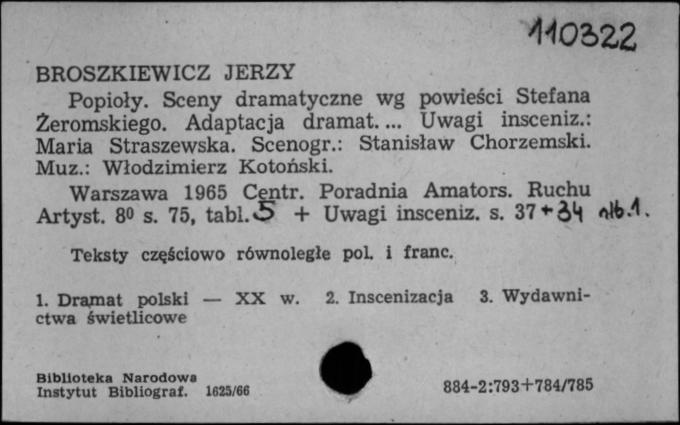 110322
BROSZKIEWICZ JERZY
Popioły. Sceny dramatyczne wg powieści Stefana
Żeromskiego. Adaptacja dramat. ... Uwagi insceniz.:
Maria Straszewska. Scenogr.: Stanisław Chorzemski.
Muz.: Włodzimierz Kotoński.
Warszawa 1965 Centr. Poradnia Amators. Ruchu
Artyst. 8⁰ s. 75, tabl. 5 + Uwagi insceniz. s. 37 + 34 nlb. 1.
Teksty częściowo równoległe pol. i franc.
1. Dramat polski — XX w. 2. Inscenizacja 3. Wydawni-
ctwa świetlicowe
Biblioteka Narodowa
Instytut Bibliograf. 1625/66
884-2:793+784/785